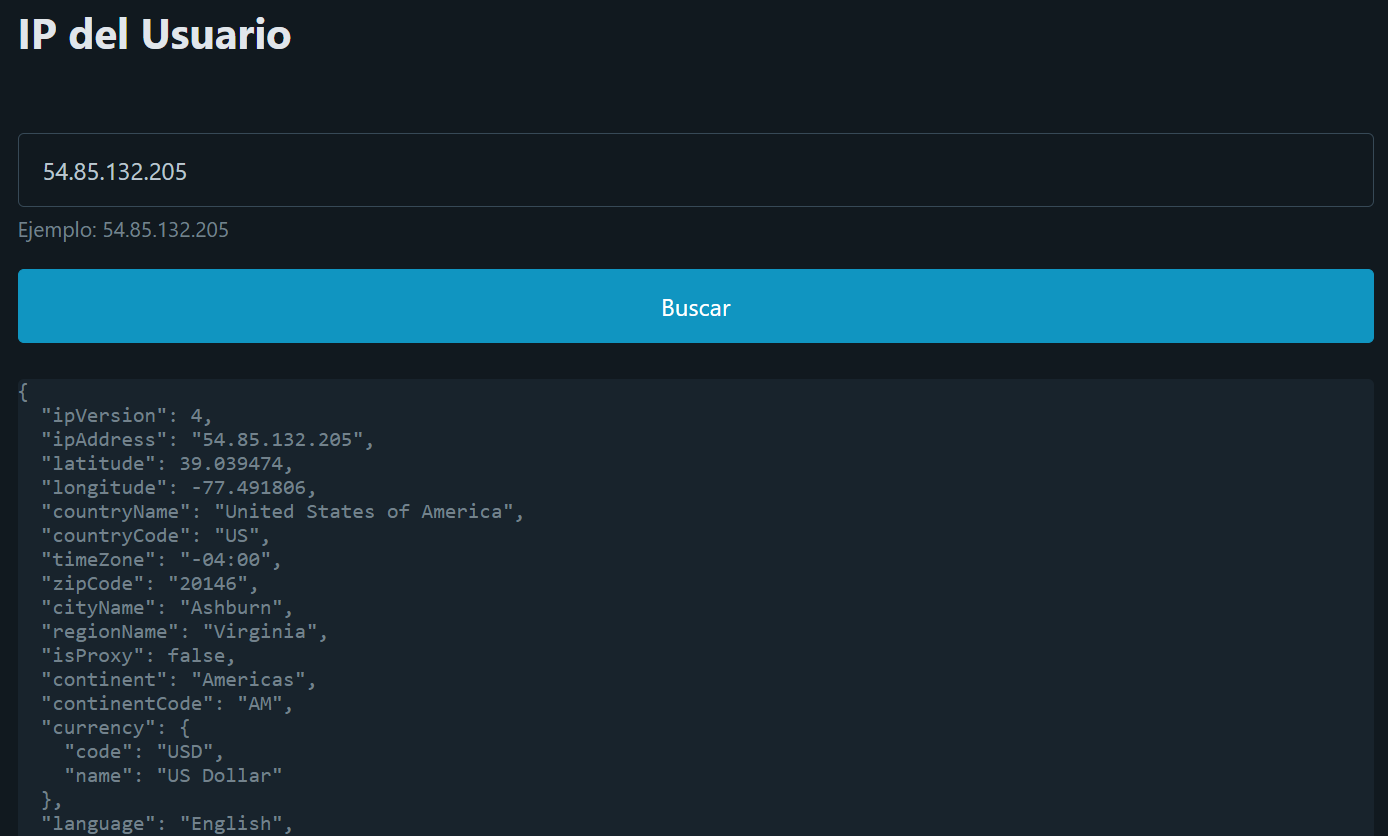 IP del Usuario
54.85.132.205
Ejemplo: 54.85.132.205
Buscar
{
  "ipVersion": 4,
  "ipAddress": "54.85.132.205",
  "latitude": 39.039474,
  "longitude": -77.491806,
  "countryName": "United States of America",
  "countryCode": "US",
  "timeZone": "-04:00",
  "zipCode": "20146",
  "cityName": "Ashburn",
  "regionName": "Virginia",
  "isProxy": false,
  "continent": "Americas",
  "continentCode": "AM",
  "currency": {
    "code": "USD",
    "name": "US Dollar"
  },
  "language": "English",